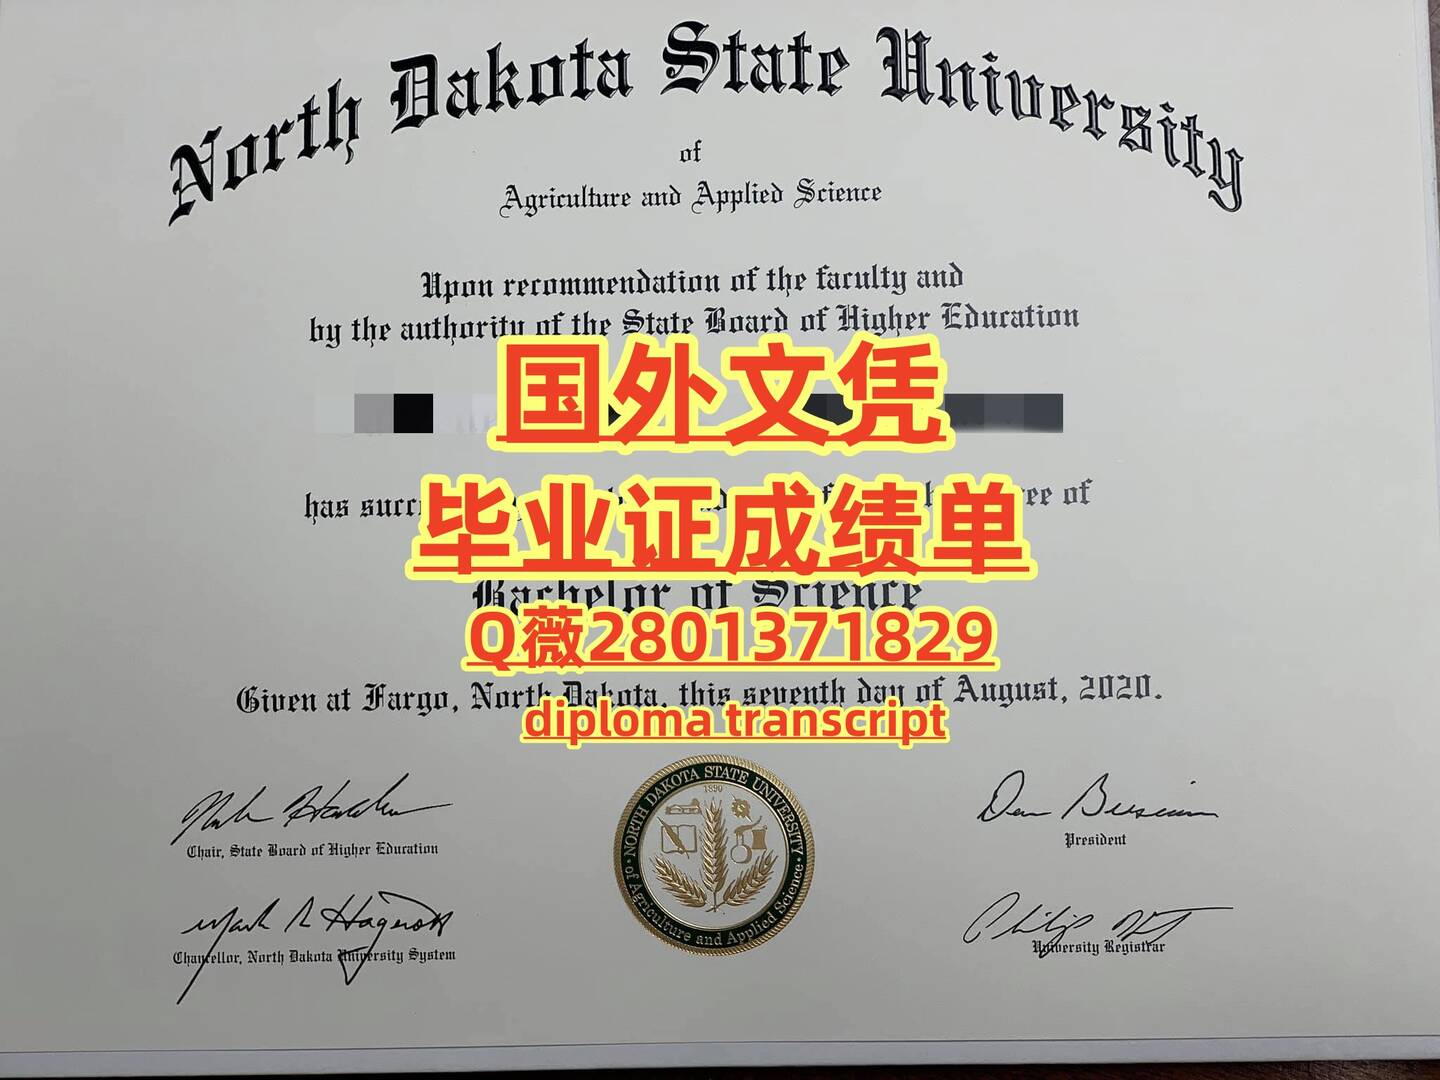 North Dakota State University
of
Agriculture and Applied Science
Upon recommendation of the faculty and
by the authority of the State Board of Higher Education
国外文凭
has
of
毕业证成绩单
Bachelor of Science
Q薇2801371829
Given at Fargo, North Dakota, this seventh day of August, 2020.
diploma transcript
NORTH DAKOTA STATE UNIVERSITY
1890
of Agriculture and Applied Science
Chair, State Board of Higher Education
President
Mark R Hagerott
Chancellor, North Dakota University System
University Registrar